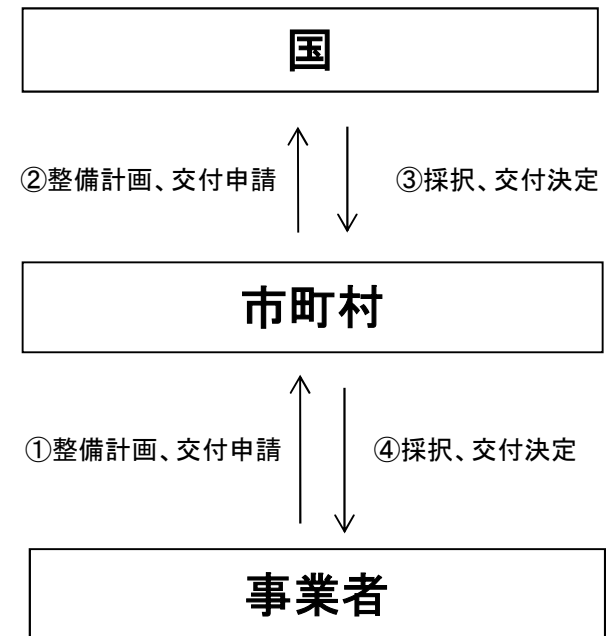 国
②整備計画、交付申請
③採択、交付決定
市町村
①整備計画、交付申請
④採択、交付決定
事業者